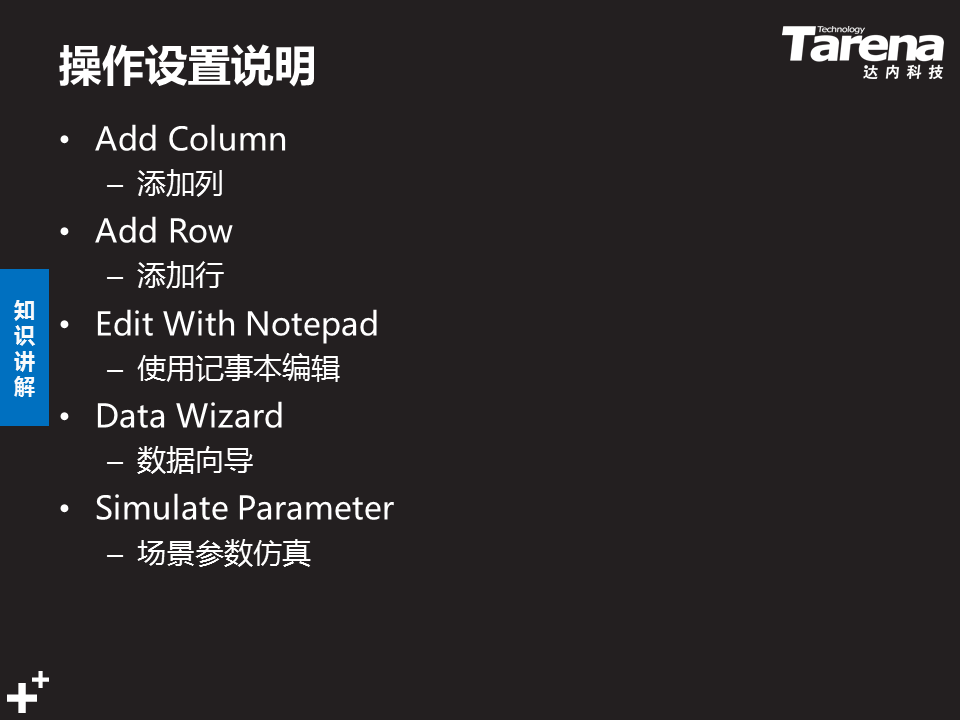 操作设置说明
Technology
Tarena
达内科技
• Add Column
– 添加列
• Add Row
– 添加行
• Edit With Notepad
– 使用记事本编辑
• Data Wizard
– 数据向导
• Simulate Parameter
– 场景参数仿真
知识讲解